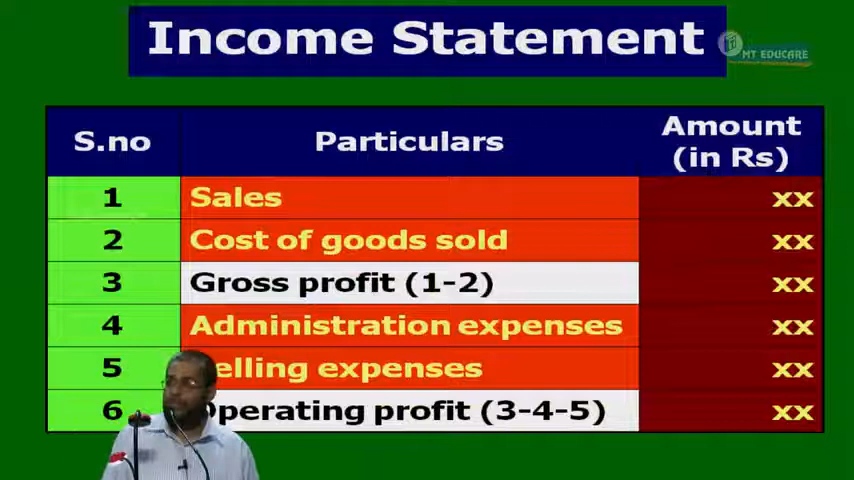 Income Statement
MT EDUCARE
S.no Particulars Amount (in Rs)
1 Sales xx
2 Cost of goods sold xx
3 Gross profit (1-2) xx
4 Administration expenses xx
5 elling expenses xx
6 Operating profit (3-4-5) xx